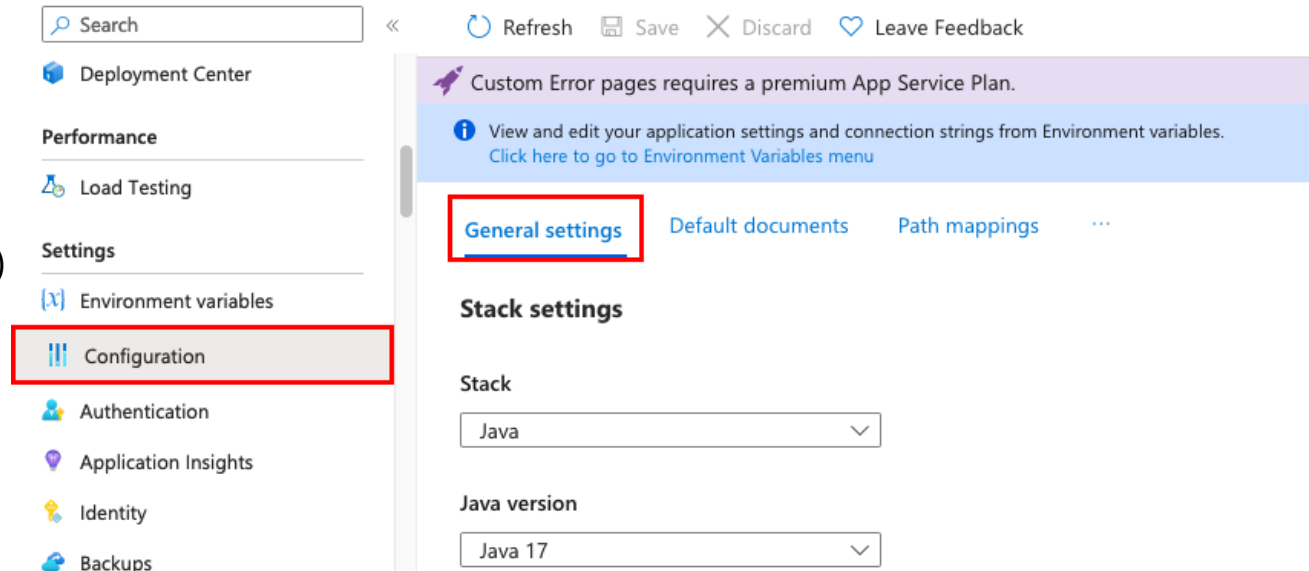 Search
«
Deployment Center
Performance
Load Testing
Settings
)
Environment variables
Configuration
Authentication
Application Insights
Identity
Backups
Refresh Save Discard Leave Feedback
Custom Error pages requires a premium App Service Plan.
View and edit your application settings and connection strings from Environment variables.
Click here to go to Environment Variables menu
General settings Default documents Path mappings ...
Stack settings
Stack
Java
Java version
Java 17